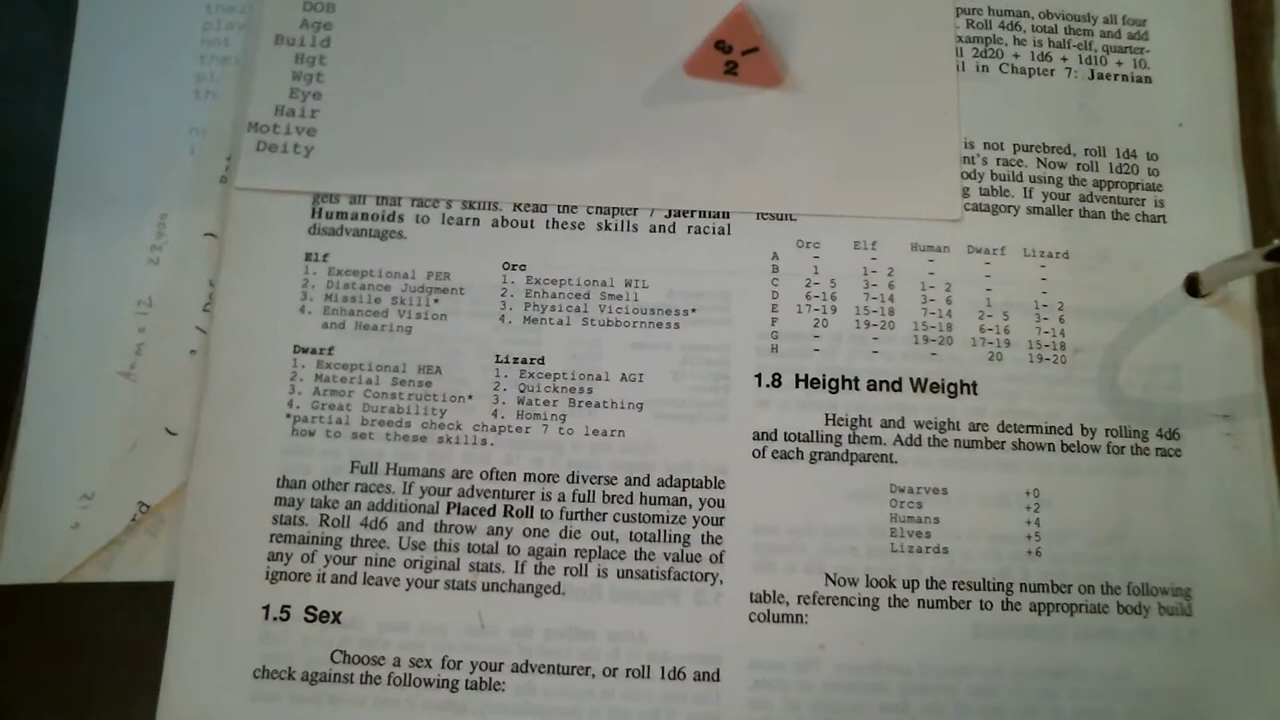 DOB
Age
Build
Hgt
Wgt
Eye
Hair
Motive
Deity
3 1
2
gets all that race's skills. Read the chapter 7 Jaernian
Humanoids to learn about these skills and racial
disadvantages.
Elf
1. Exceptional PER
2. Distance Judgment
3. Missile Skill*
4. Enhanced Vision
and Hearing
Orc
1. Exceptional WIL
2. Enhanced Smell
3. Physical Viciousness*
4. Mental Stubbornness
Dwarf
1. Exceptional HEA
2. Material Sense
3. Armor Construction*
4. Great Durability
Lizard
1. Exceptional AGI
2. Quickness
3. Water Breathing
4. Homing
*partial breeds check chapter 7 to learn
how to set these skills.
Full Humans are often more diverse and adaptable
than other races. If your adventurer is a full bred human, you
may take an additional Placed Roll to further customize your
stats. Roll 4d6 and throw any one die out, totalling the
remaining three. Use this total to again replace the value of
any of your nine original stats. If the roll is unsatisfactory,
ignore it and leave your stats unchanged.
1.5 Sex
Choose a sex for your adventurer, or roll 1d6 and
check against the following table:
pure human, obviously all four
. Roll 4d6, total them and add
xample, he is half-elf, quarter-
ll 2d20 + 1d6 + 1d10 + 10.
il in Chapter 7: Jaernian
is not purebred, roll 1d4 to
nt's race. Now roll 1d20 to
ody build using the appropriate
g table. If your adventurer is
catagory smaller than the chart
result.
Orc Elf Human Dwarf Lizard
A - - - - -
B 1 1- 2 - - -
C 2- 5 3- 6 1- 2 - -
D 6-16 7-14 3- 6 1 1- 2
E 17-19 15-18 7-14 2- 5 3- 6
F 20 19-20 15-18 6-16 7-14
G - - 19-20 17-19 15-18
H - - - 20 19-20
1.8 Height and Weight
Height and weight are determined by rolling 4d6
and totalling them. Add the number shown below for the race
of each grandparent.
Dwarves +0
Orcs +2
Humans +4
Elves +5
Lizards +6
Now look up the resulting number on the following
table, referencing the number to the appropriate body build
column: